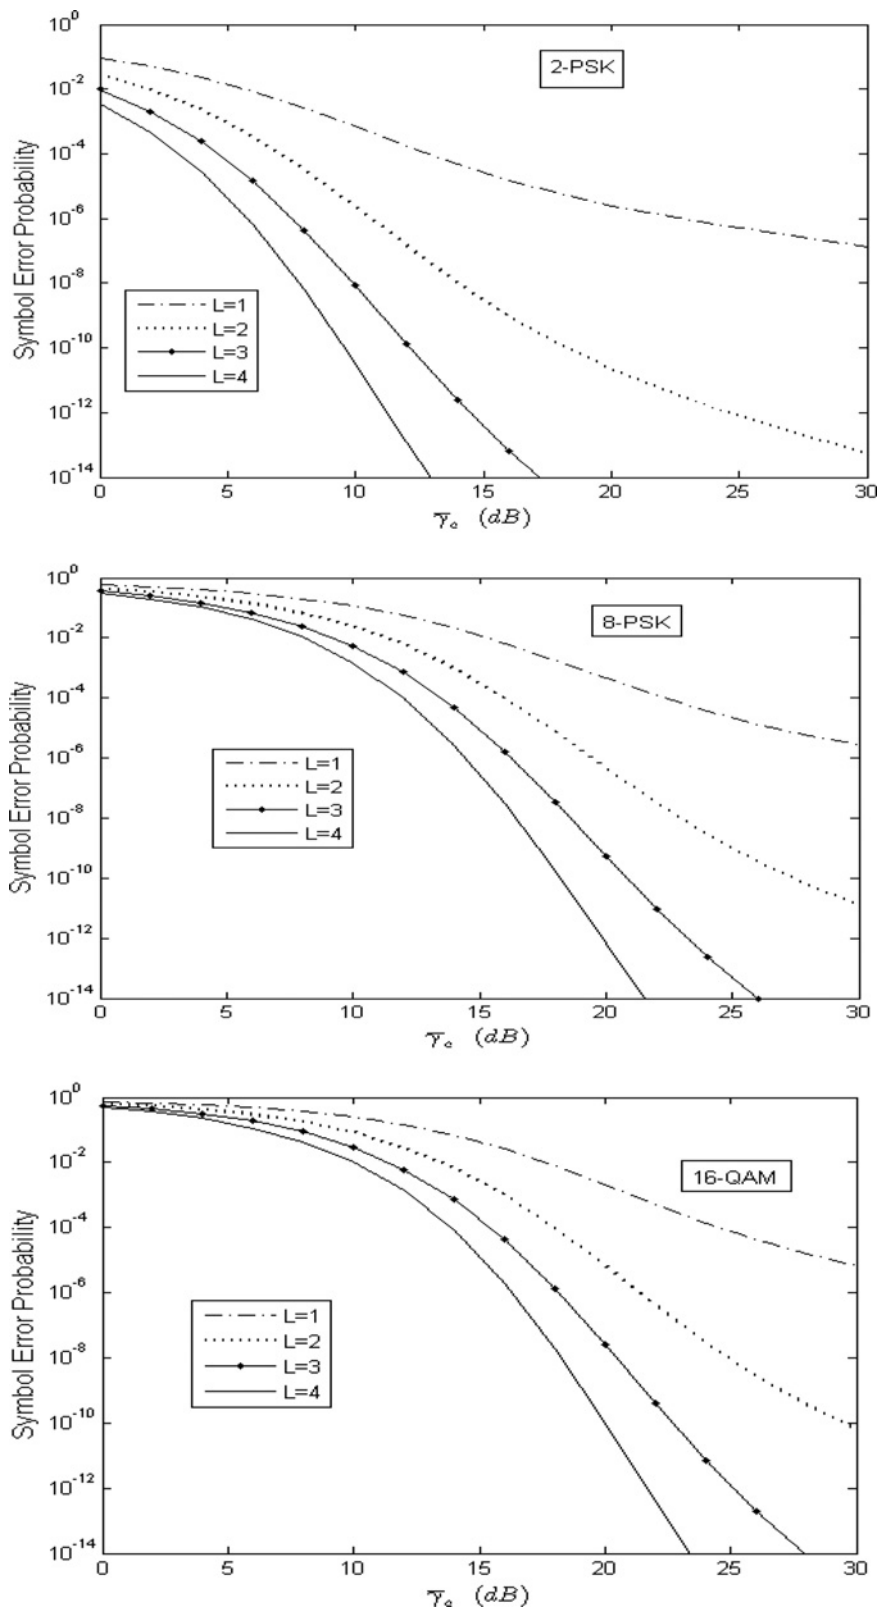 10^0
10^-2
10^-4
10^-6
10^-8
10^-10
10^-12
10^-14
Symbol Error Probability
2-PSK
L=1
L=2
L=3
L=4
0 5 10 15 20 25 30
γ̅_c (dB)
10^0
10^-2
10^-4
10^-6
10^-8
10^-10
10^-12
10^-14
Symbol Error Probability
8-PSK
L=1
L=2
L=3
L=4
0 5 10 15 20 25 30
γ̅_c (dB)
10^0
10^-2
10^-4
10^-6
10^-8
10^-10
10^-12
10^-14
Symbol Error Probability
16-QAM
L=1
L=2
L=3
L=4
0 5 10 15 20 25 30
γ̅_c (dB)